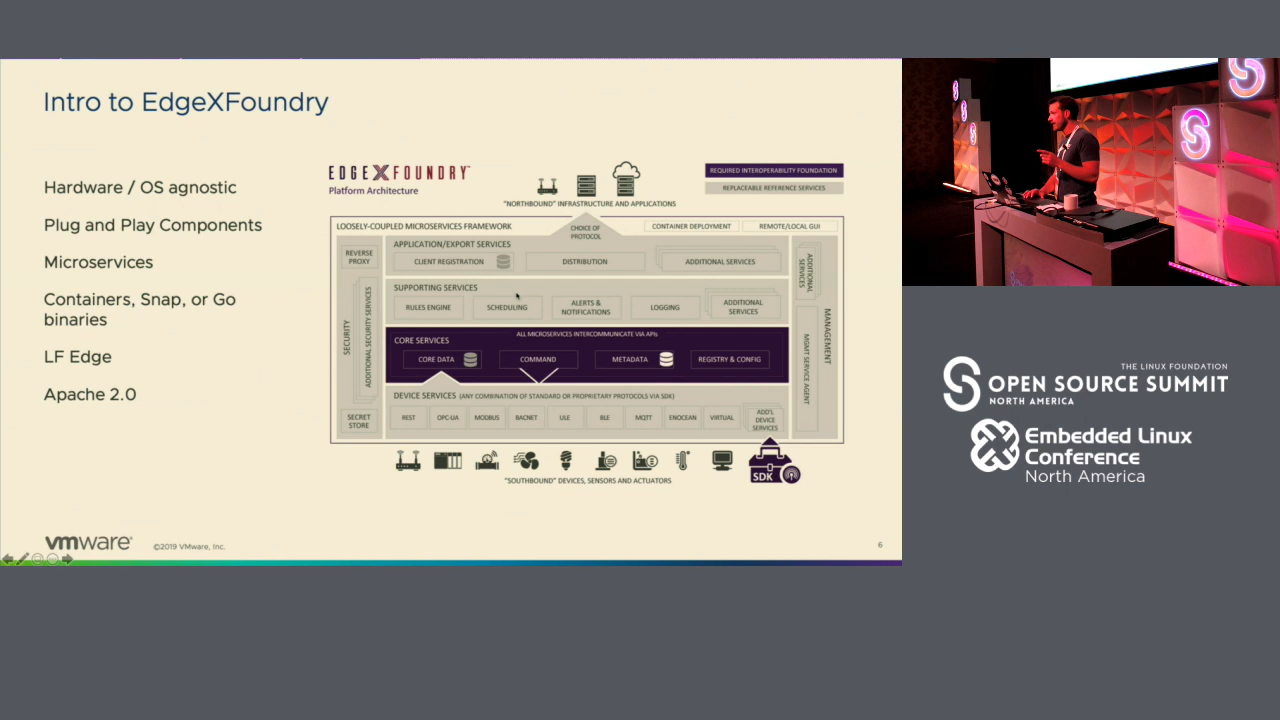 Intro to EdgeXFoundry
Hardware / OS agnostic
Plug and Play Components
Microservices
Containers, Snap, or Go
binaries
LF Edge
Apache 2.0
EDGE X FOUNDRY™
Platform Architecture
REQUIRED INTEROPERABILITY FOUNDATION
REPLACEABLE REFERENCE SERVICES
"NORTHBOUND" INFRASTRUCTURE AND APPLICATIONS
LOOSELY-COUPLED MICROSERVICES FRAMEWORK
CHOICE OF
PROTOCOL
CONTAINER DEPLOYMENT
REMOTE/LOCAL GUI
REVERSE
PROXY
SECURITY
ADDITIONAL SECURITY SERVICES
SECRET
STORE
APPLICATION/EXPORT SERVICES
CLIENT REGISTRATION
DISTRIBUTION
ADDITIONAL SERVICES
SUPPORTING SERVICES
RULES ENGINE
SCHEDULING
ALERTS &
NOTIFICATIONS
LOGGING
ADDITIONAL
SERVICES
ALL MICROSERVICES INTERCOMMUNICATE VIA APIs
CORE SERVICES
CORE DATA
COMMAND
METADATA
REGISTRY & CONFIG
DEVICE SERVICES (ANY COMBINATION OF STANDARD OR PROPRIETARY PROTOCOLS VIA SDK)
REST
OPC-UA
MODBUS
BACNET
ULE
BLE
MQTT
ENOCEAN
VIRTUAL
ADD'L
DEVICE
SERVICES
ADDITIONAL
SERVICES
MANAGEMENT
MGMT SERVICE AGENT
SDK
"SOUTHBOUND" DEVICES, SENSORS AND ACTUATORS
vmware®
©2019 VMware, Inc.
6
THE LINUX FOUNDATION
OPEN SOURCE SUMMIT
NORTH AMERICA
Embedded Linux
Conference
North America